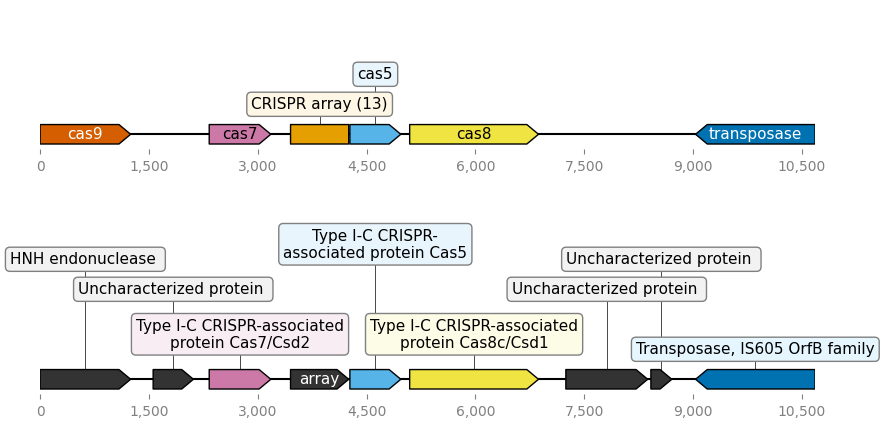 cas5
CRISPR array (13)
cas9
cas7
cas8
transposase
0
1,500
3,000
4,500
6,000
7,500
9,000
10,500
Type I-C CRISPR-
associated protein Cas5
HNH endonuclease
Uncharacterized protein
Uncharacterized protein
Uncharacterized protein
Type I-C CRISPR-associated
protein Cas7/Csd2
Type I-C CRISPR-associated
protein Cas8c/Csd1
Transposase, IS605 OrfB family
array
0
1,500
3,000
4,500
6,000
7,500
9,000
10,500